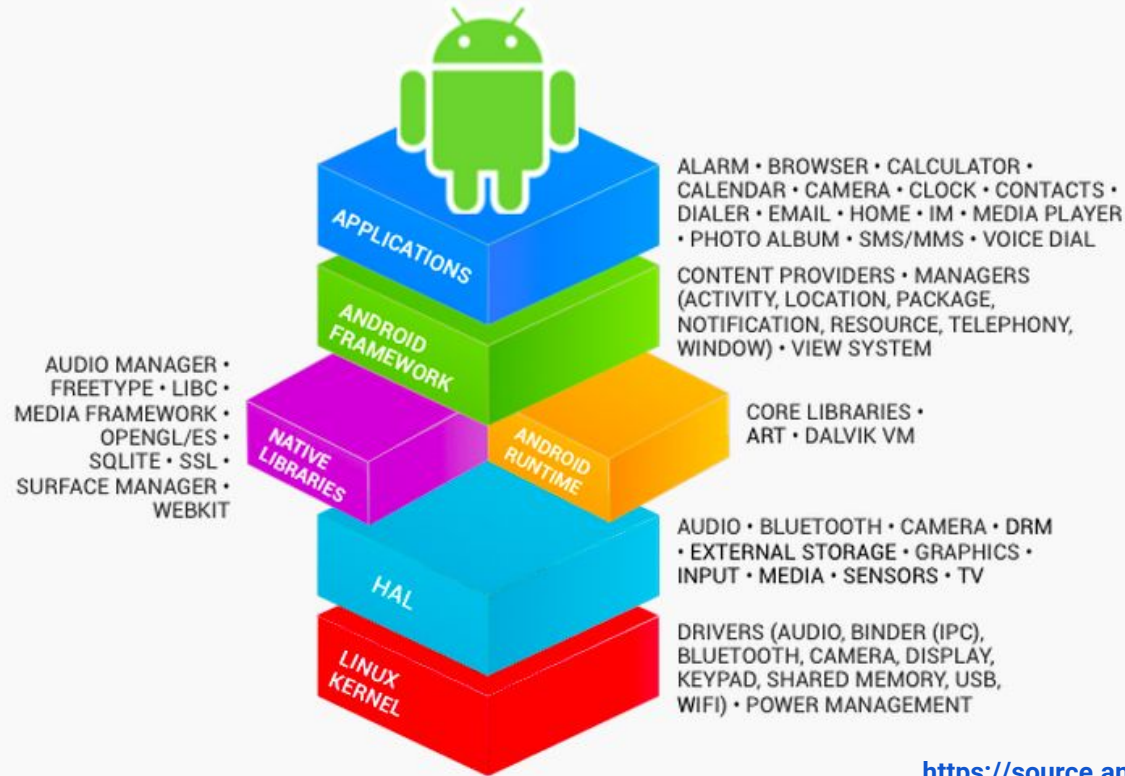 APPLICATIONS
ALARM • BROWSER • CALCULATOR •
CALENDAR • CAMERA • CLOCK • CONTACTS •
DIALER • EMAIL • HOME • IM • MEDIA PLAYER
• PHOTO ALBUM • SMS/MMS • VOICE DIAL
ANDROID
FRAMEWORK
CONTENT PROVIDERS • MANAGERS
(ACTIVITY, LOCATION, PACKAGE,
NOTIFICATION, RESOURCE, TELEPHONY,
WINDOW) • VIEW SYSTEM
AUDIO MANAGER •
FREETYPE • LIBC •
MEDIA FRAMEWORK •
OPENGL/ES •
SQLITE • SSL •
SURFACE MANAGER •
WEBKIT
NATIVE
LIBRARIES
ANDROID
RUNTIME
CORE LIBRARIES •
ART • DALVIK VM
HAL
AUDIO • BLUETOOTH • CAMERA • DRM
• EXTERNAL STORAGE • GRAPHICS •
INPUT • MEDIA • SENSORS • TV
LINUX
KERNEL
DRIVERS (AUDIO, BINDER (IPC),
BLUETOOTH, CAMERA, DISPLAY,
KEYPAD, SHARED MEMORY, USB,
WIFI) • POWER MANAGEMENT